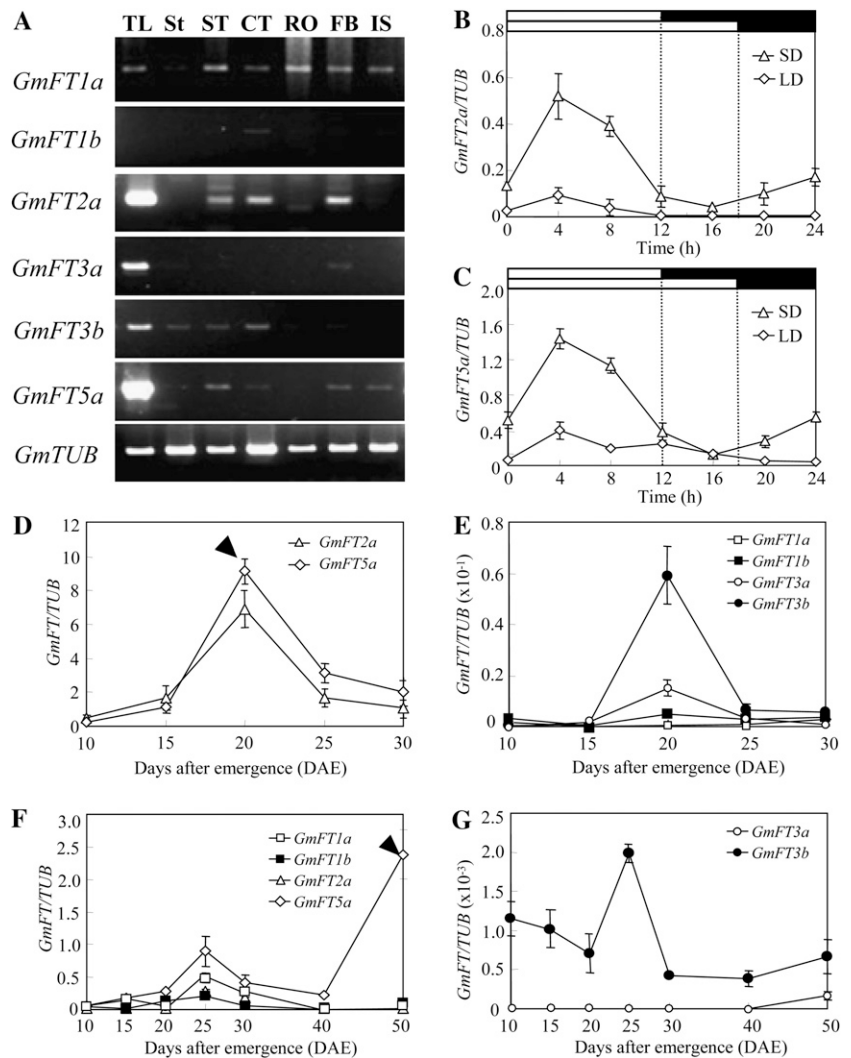 A
TL St ST CT RO FB IS
GmFT1a
GmFT1b
GmFT2a
GmFT3a
GmFT3b
GmFT5a
GmTUB
B
0.8
0.6
0.4
0.2
0
GmFT2a/TUB
SD
LD
0 4 8 12 16 20 24
Time (h)
C
2.0
1.6
1.2
0.8
0.4
0
GmFT5a/TUB
SD
LD
0 4 8 12 16 20 24
Time (h)
D
12
10
8
6
4
2
0
GmFT/TUB
GmFT2a
GmFT5a
10 15 20 25 30
Days after emergence (DAE)
E
0.8
0.6
0.4
0.2
0
GmFT/TUB (x10⁻¹)
GmFT1a
GmFT1b
GmFT3a
GmFT3b
10 15 20 25 30
Days after emergence (DAE)
F
3.0
2.5
2.0
1.5
1.0
0.5
0
GmFT/TUB
GmFT1a
GmFT1b
GmFT2a
GmFT5a
10 15 20 25 30 40 50
Days after emergence (DAE)
G
2.5
2.0
1.5
1.0
0.5
0
GmFT/TUB (x10⁻³)
GmFT3a
GmFT3b
10 15 20 25 30 40 50
Days after emergence (DAE)